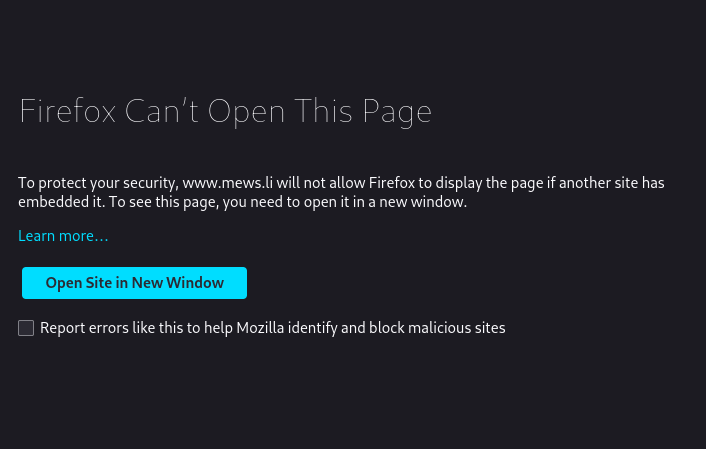 Firefox Can’t Open This Page
To protect your security, www.mews.li will not allow Firefox to display the page if another site has
embedded it. To see this page, you need to open it in a new window.
Learn more…
Open Site in New Window
Report errors like this to help Mozilla identify and block malicious sites